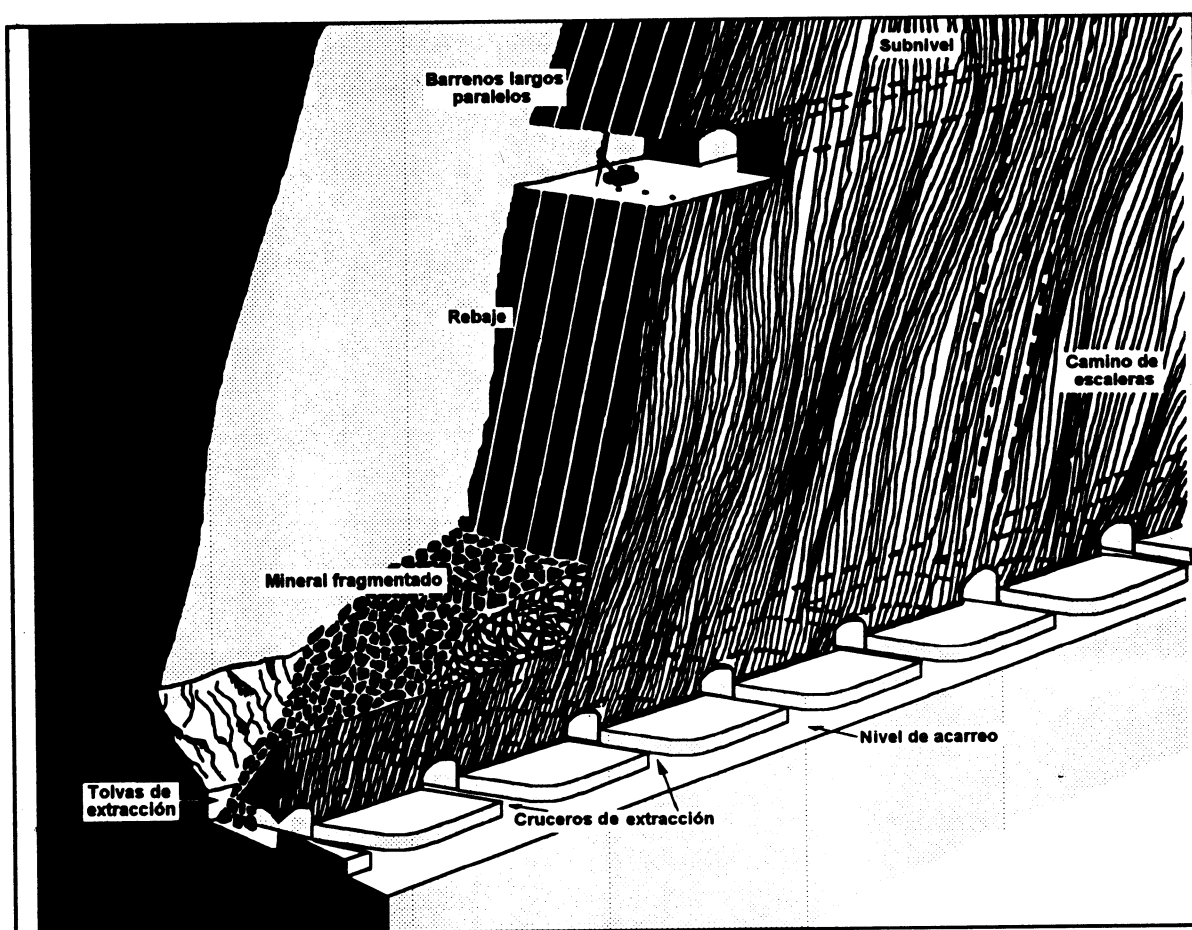 Subnivel
Barrenos largos
paralelos
Rebaje
Camino de
escaleras
Mineral fragmentado
Nivel de acarreo
Tolvas de
extracción
Cruceros de extracción